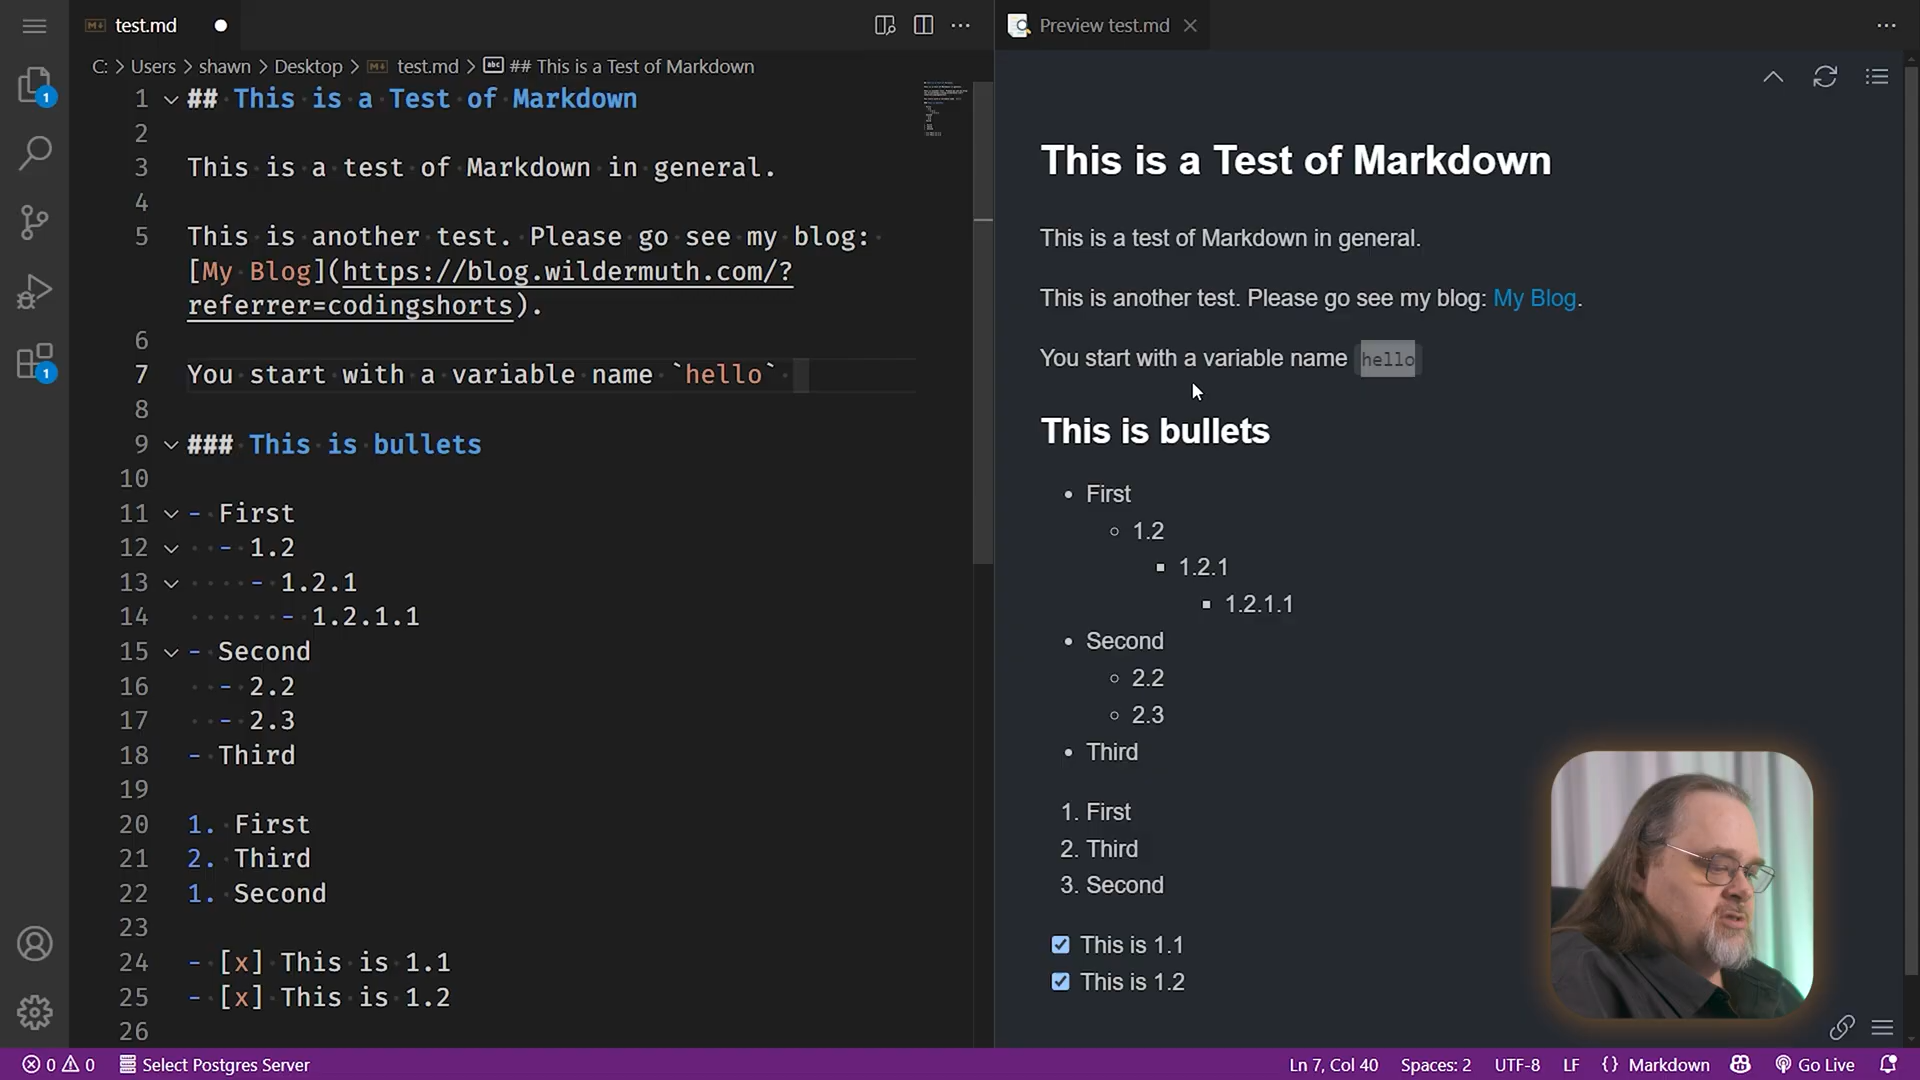 test.md
Preview test.md
C: > Users > shawn > Desktop > test.md > ## This is a Test of Markdown
1 ## This is a Test of Markdown
2
3 This is a test of Markdown in general.
4
5 This is another test. Please go see my blog:
[My Blog](https://blog.wildermuth.com/?
referrer=codingshorts).
6
7 You start with a variable name `hello`
8
9 ### This is bullets
10
11 - First
12 - 1.2
13 - 1.2.1
14 - 1.2.1.1
15 - Second
16 - 2.2
17 - 2.3
18 - Third
19
20 1. First
21 2. Third
22 1. Second
23
24 - [x] This is 1.1
25 - [x] This is 1.2
26
This is a Test of Markdown
This is a test of Markdown in general.
This is another test. Please go see my blog: My Blog.
You start with a variable name hello
This is bullets
• First
◦ 1.2
▪ 1.2.1
▪ 1.2.1.1
• Second
◦ 2.2
◦ 2.3
• Third
1. First
2. Third
3. Second
This is 1.1
This is 1.2
1
1
0 0 Select Postgres Server
Ln 7, Col 40 Spaces: 2 UTF-8 LF {} Markdown Go Live